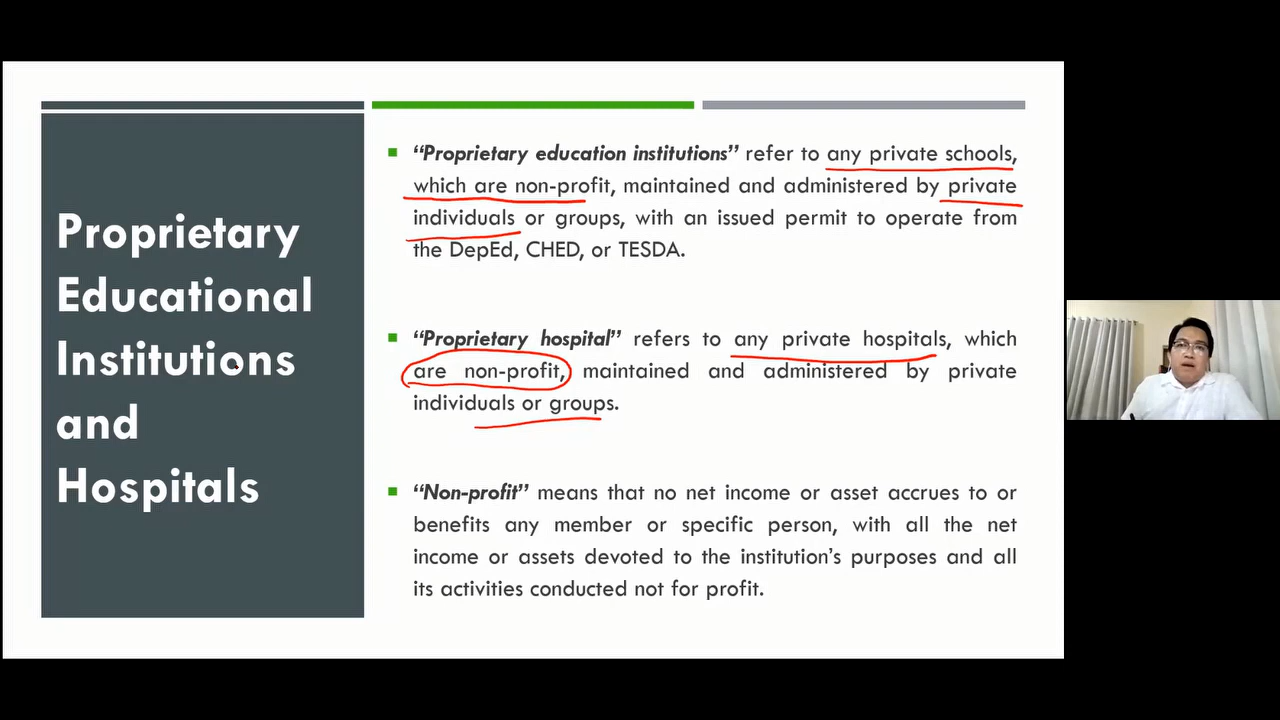 Proprietary
Educational
Institutions
and
Hospitals
“Proprietary education institutions” refer to any private schools,
which are non-profit, maintained and administered by private
individuals or groups, with an issued permit to operate from
the DepEd, CHED, or TESDA.
“Proprietary hospital” refers to any private hospitals, which
are non-profit, maintained and administered by private
individuals or groups.
“Non-profit” means that no net income or asset accrues to or
benefits any member or specific person, with all the net
income or assets devoted to the institution’s purposes and all
its activities conducted not for profit.